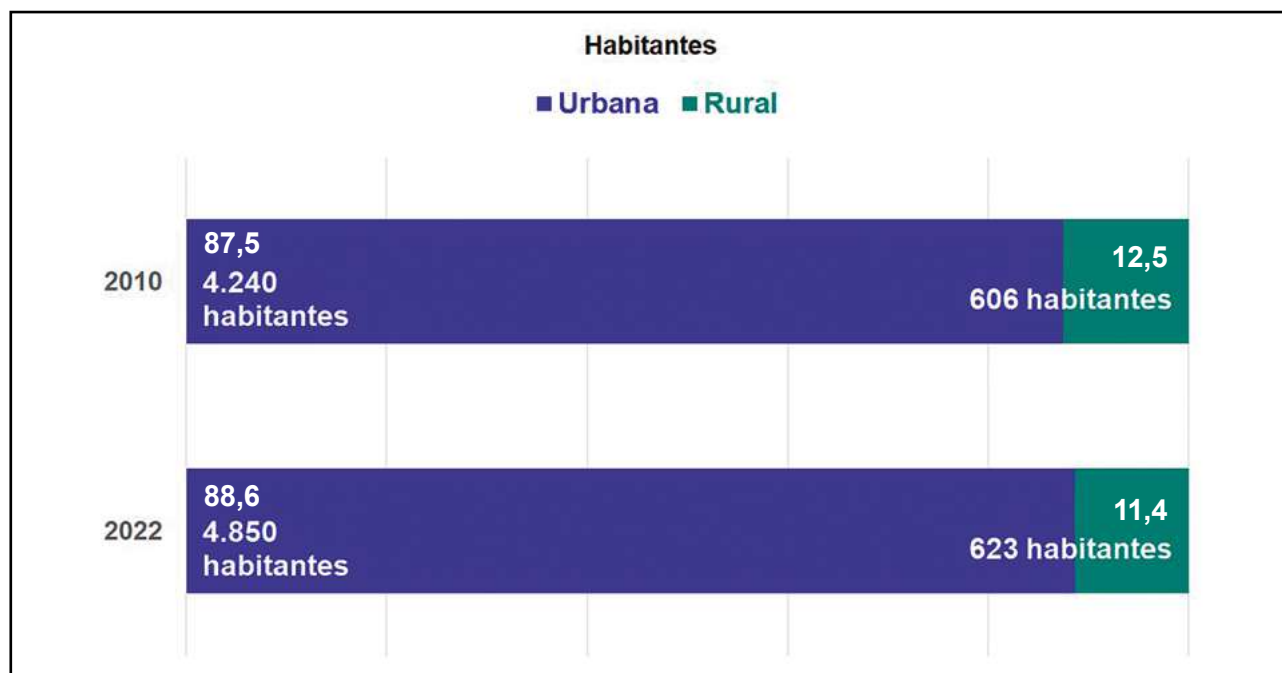 Habitantes
Urbana Rural
2010
87,5
4.240
habitantes
12,5
606 habitantes
2022
88,6
4.850
habitantes
11,4
623 habitantes